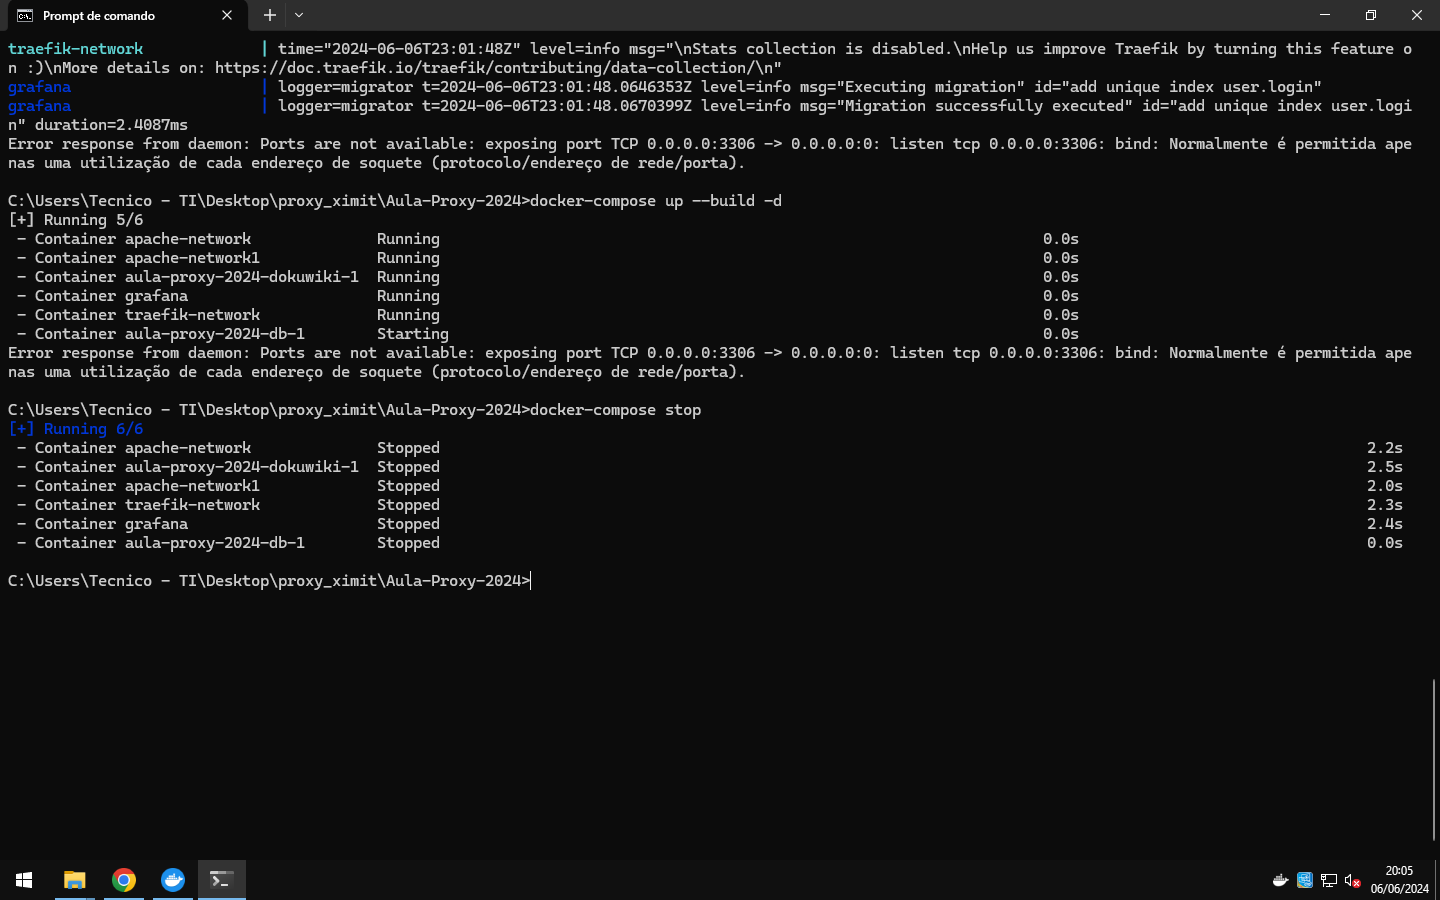 Prompt de comando
traefik-network | time="2024-06-06T23:01:48Z" level=info msg="\nStats collection is disabled.\nHelp us improve Traefik by turning this feature o
n :)\nMore details on: https://doc.traefik.io/traefik/contributing/data-collection/\n"
grafana | logger=migrator t=2024-06-06T23:01:48.0646353Z level=info msg="Executing migration" id="add unique index user.login"
grafana | logger=migrator t=2024-06-06T23:01:48.0670399Z level=info msg="Migration successfully executed" id="add unique index user.logi
n" duration=2.4087ms
Error response from daemon: Ports are not available: exposing port TCP 0.0.0.0:3306 -> 0.0.0.0:0: listen tcp 0.0.0.0:3306: bind: Normalmente é permitida ape
nas uma utilização de cada endereço de soquete (protocolo/endereço de rede/porta).
C:\Users\Tecnico - TI\Desktop\proxy_ximit\Aula-Proxy-2024>docker-compose up --build -d
[+] Running 5/6
- Container apache-network Running 0.0s
- Container apache-network1 Running 0.0s
- Container aula-proxy-2024-dokuwiki-1 Running 0.0s
- Container grafana Running 0.0s
- Container traefik-network Running 0.0s
- Container aula-proxy-2024-db-1 Starting 0.0s
Error response from daemon: Ports are not available: exposing port TCP 0.0.0.0:3306 -> 0.0.0.0:0: listen tcp 0.0.0.0:3306: bind: Normalmente é permitida ape
nas uma utilização de cada endereço de soquete (protocolo/endereço de rede/porta).
C:\Users\Tecnico - TI\Desktop\proxy_ximit\Aula-Proxy-2024>docker-compose stop
[+] Running 6/6
- Container apache-network Stopped 2.2s
- Container aula-proxy-2024-dokuwiki-1 Stopped 2.5s
- Container apache-network1 Stopped 2.0s
- Container traefik-network Stopped 2.3s
- Container grafana Stopped 2.4s
- Container aula-proxy-2024-db-1 Stopped 0.0s
C:\Users\Tecnico - TI\Desktop\proxy_ximit\Aula-Proxy-2024>
20:05
06/06/2024